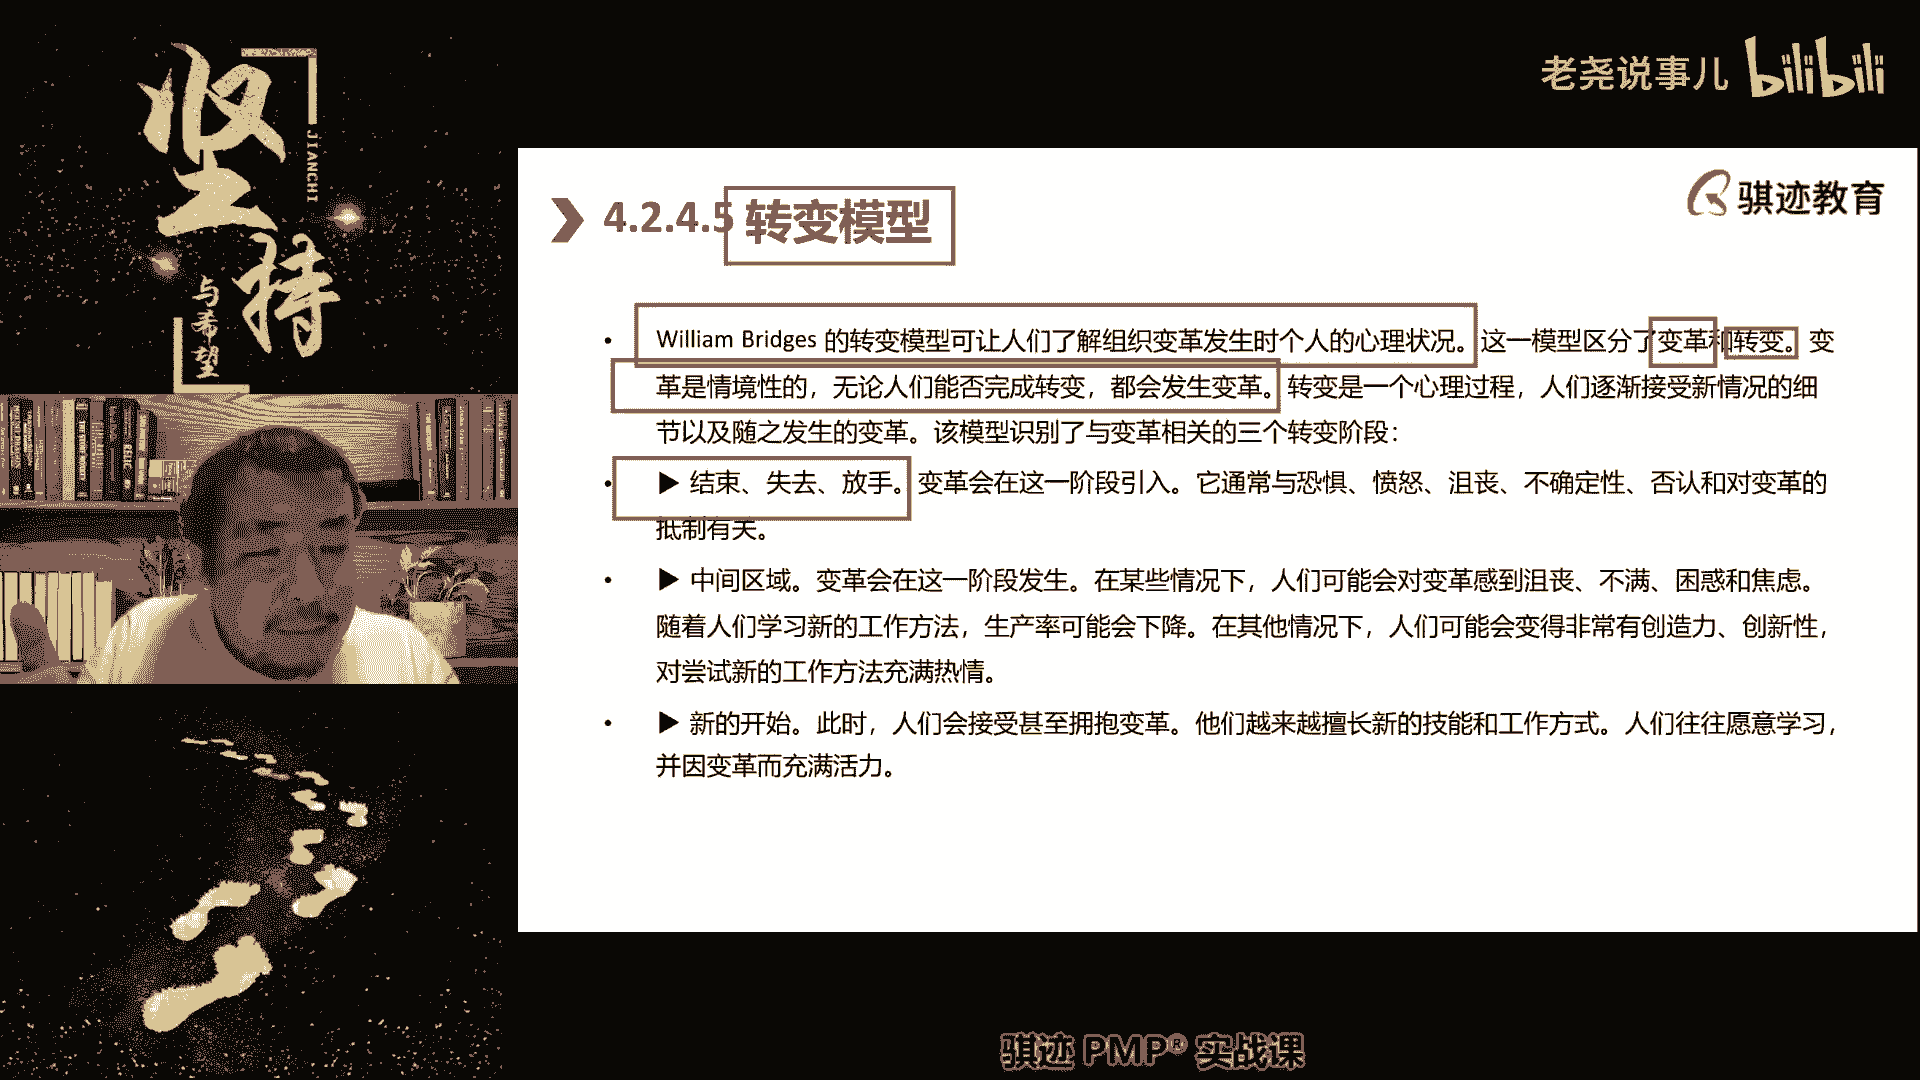 坚持
JIANCHI
与希望
老尧说事儿 bilibili
骐迹教育
4.2.4.5 转变模型
• William Bridges 的转变模型可让人们了解组织变革发生时个人的心理状况。这一模型区分了变革和转变。变
革是情境性的，无论人们能否完成转变，都会发生变革。转变是一个心理过程，人们逐渐接受新情况的细
节以及随之发生的变革。该模型识别了与变革相关的三个转变阶段：
• ▶ 结束、失去、放手。变革会在这一阶段引入。它通常与恐惧、愤怒、沮丧、不确定性、否认和对变革的
抵制有关。
• ▶ 中间区域。变革会在这一阶段发生。在某些情况下，人们可能会对变革感到沮丧、不满、困惑和焦虑。
随着人们学习新的工作方法，生产率可能会下降。在其他情况下，人们可能会变得非常有创造力、创新性，
对尝试新的工作方法充满热情。
• ▶ 新的开始。此时，人们会接受甚至拥抱变革。他们越来越擅长新的技能和工作方式。人们往往愿意学习，
并因变革而充满活力。
骐迹 PMP® 实战课